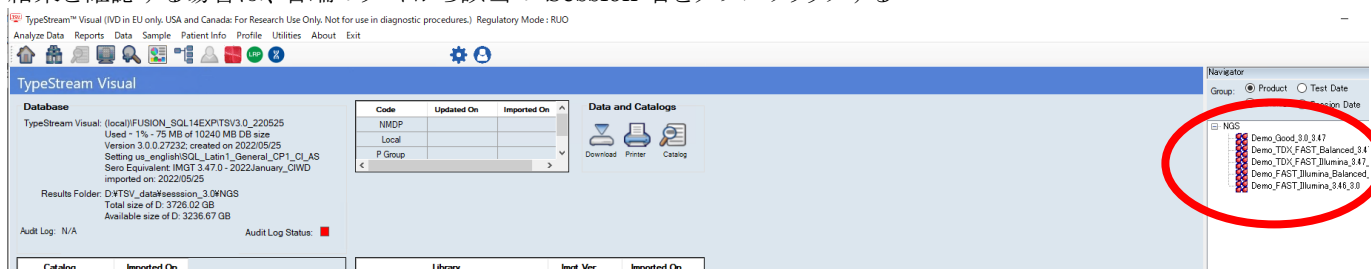 TypeStream™ Visual (IVD in EU only. USA and Canada: For Research Use Only. Not for use in diagnostic procedures.) Regulatory Mode : RUO
Analyze Data Reports Data Sample Patient Info Profile Utilities About Exit
LRP
TypeStream Visual
Database
TypeStream Visual: (local)\FUSION_SQL14EXP\TSV3.0_220525
Used ~ 1% - 75 MB of 10240 MB DB size
Version 3.0.0.27232; created on 2022/05/25
Setting us_english\SQL_Latin1_General_CP1_CI_AS
Sero Equivalent: IMGT 3.47.0 - 2022January_CIWD
imported on: 2022/05/25
Results Folder: D:¥TSV_data¥sesssion_3.0¥NGS
Total size of D: 3726.02 GB
Available size of D: 3236.67 GB
Audit Log: N/A Audit Log Status:
Code Updated On Imported On
NMDP
Local
P Group
Data and Catalogs
Download Printer Catalog
Catalog Imported On
Library Imgt Ver Imported On
Navigator
Group: Product Test Date
Session Date
NGS
Demo_Good_3.0_3.47
Demo_TDX_FAST_Balanced_3.4
Demo_TDX_FAST_Illumina_3.47_
Demo_FAST_Illumina_Balanced_
Demo_FAST_Illumina_3.46_3.0